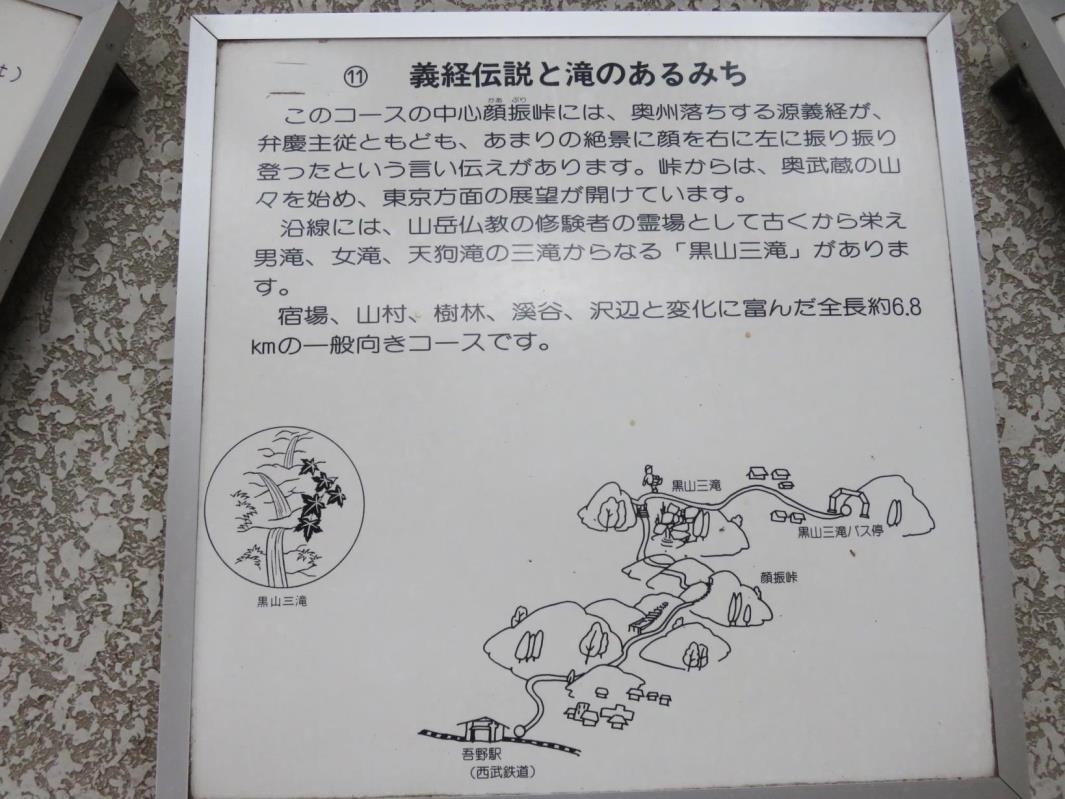 ⑪ 義経伝説と滝のあるみち
かあ ぶり
このコースの中心顔振峠には、奥州落ちする源義経が、
弁慶主従ともども、あまりの絶景に顔を右に左に振り振り
登ったという言い伝えがあります。峠からは、奥武蔵の山
々を始め、東京方面の展望が開けています。
沿線には、山岳仏教の修験者の霊場として古くから栄え
男滝、女滝、天狗滝の三滝からなる「黒山三滝」がありま
す。
宿場、山村、樹林、溪谷、沢辺と変化に富んだ全長約6.8
kmの一般向きコースです。
黒山三滝
黒山三滝バス停
顔振峠
黒山三滝
吾野駅
(西武鉄道)